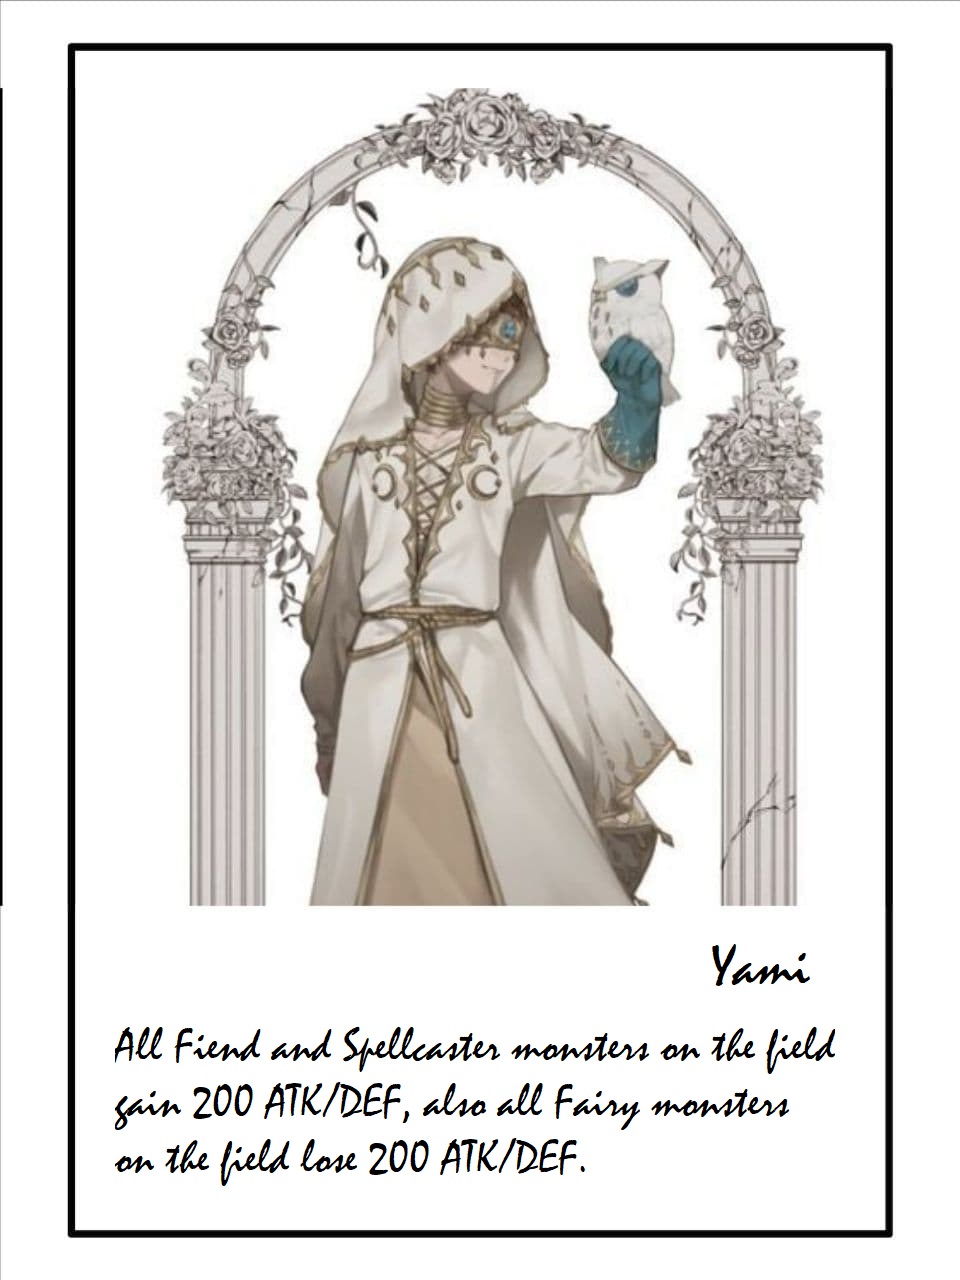 Yami
All Fiend and Spellcaster monsters on the field
gain 200 ATK/DEF, also all Fairy monsters
on the field lose 200 ATK/DEF.